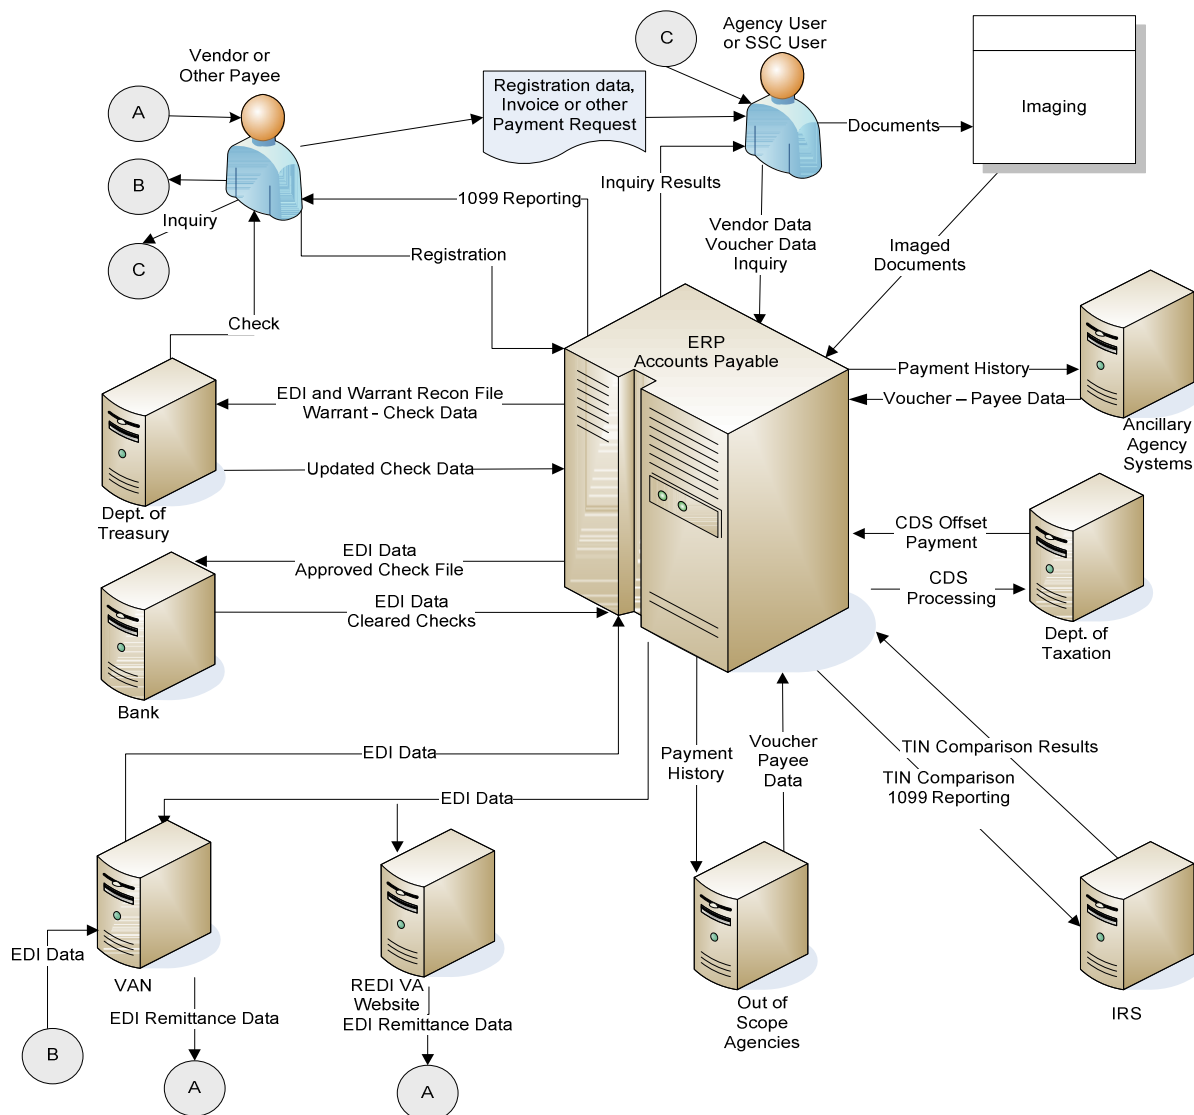 Vendor or
Other Payee
A
B
Inquiry
C
C
Agency User
or SSC User
Registration data,
Invoice or other
Payment Request
Documents
Imaging
Inquiry Results
1099 Reporting
Registration
Vendor Data
Voucher Data
Inquiry
Imaged
Documents
Check
ERP
Accounts Payable
EDI and Warrant Recon File
Warrant - Check Data
Updated Check Data
Dept. of
Treasury
Payment History
Voucher – Payee Data
Ancillary
Agency
Systems
EDI Data
Approved Check File
EDI Data
Cleared Checks
Bank
CDS Offset
Payment
CDS
Processing
Dept. of
Taxation
EDI Data
EDI Data
Payment
History
Voucher
Payee
Data
TIN Comparison Results
TIN Comparison
1099 Reporting
EDI Data
VAN
EDI Remittance Data
B
A
REDI VA
Website
EDI Remittance Data
A
Out of
Scope
Agencies
IRS